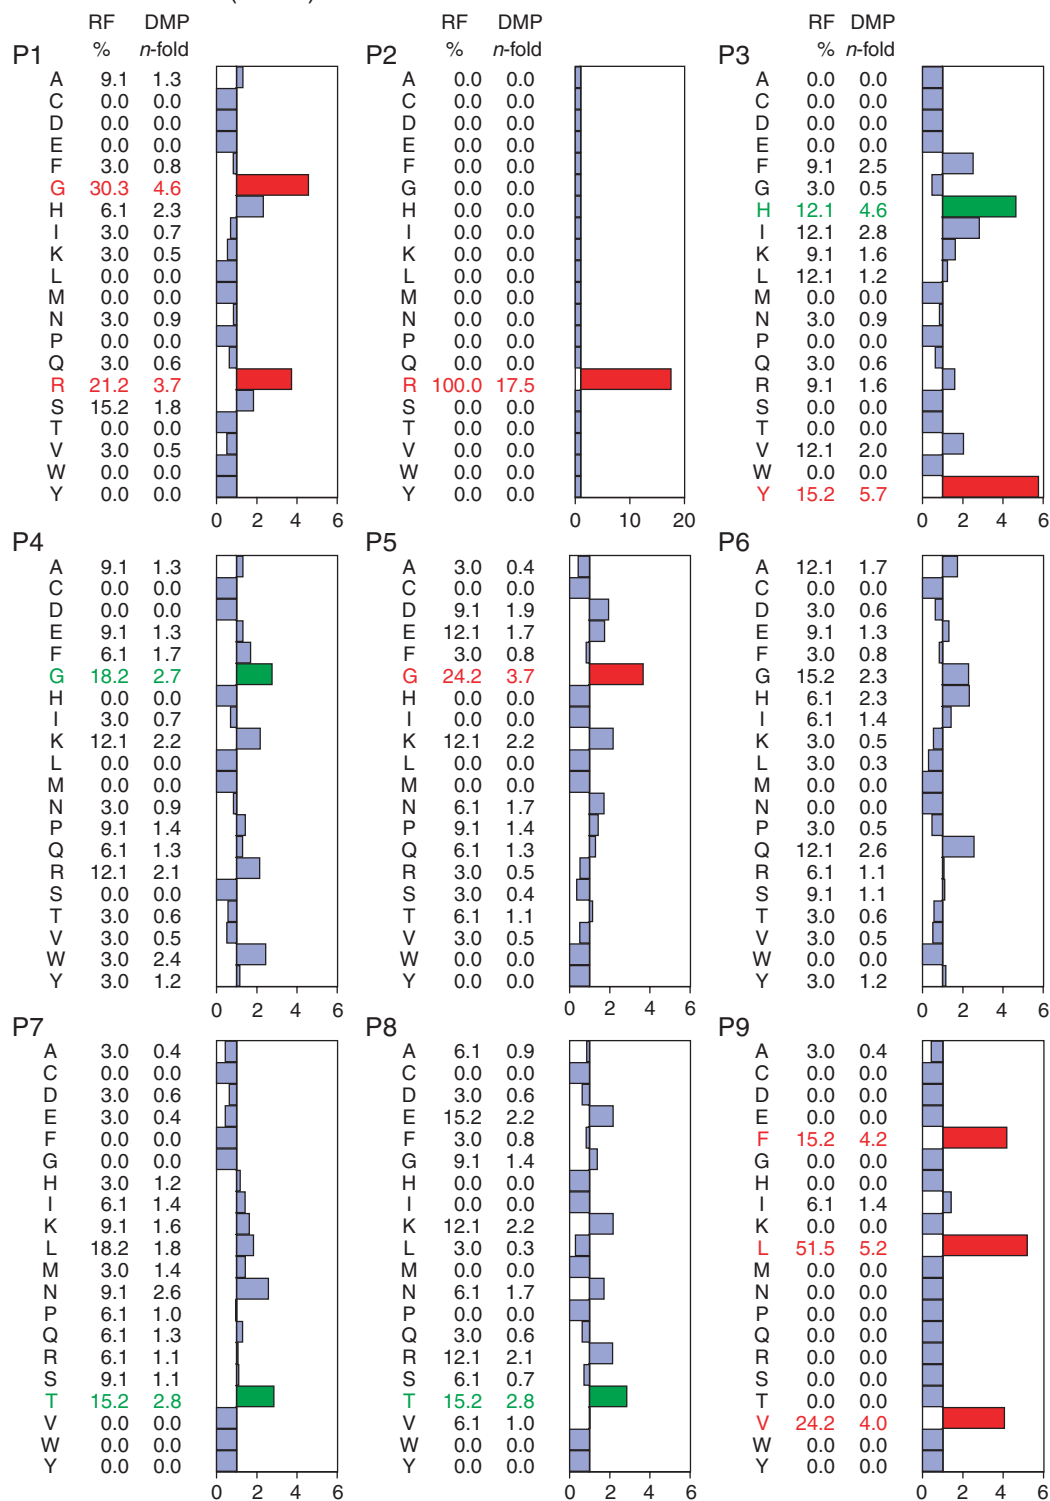 RF DMP RF DMP RF DMP
P1 % n-fold P2 % n-fold P3 % n-fold
A 9.1 1.3 A 0.0 0.0 A 0.0 0.0
C 0.0 0.0 C 0.0 0.0 C 0.0 0.0
D 0.0 0.0 D 0.0 0.0 D 0.0 0.0
E 0.0 0.0 E 0.0 0.0 E 0.0 0.0
F 3.0 0.8 F 0.0 0.0 F 9.1 2.5
G 30.3 4.6 G 0.0 0.0 G 3.0 0.5
H 6.1 2.3 H 0.0 0.0 H 12.1 4.6
I 3.0 0.7 I 0.0 0.0 I 12.1 2.8
K 3.0 0.5 K 0.0 0.0 K 9.1 1.6
L 0.0 0.0 L 0.0 0.0 L 12.1 1.2
M 0.0 0.0 M 0.0 0.0 M 0.0 0.0
N 3.0 0.9 N 0.0 0.0 N 3.0 0.9
P 0.0 0.0 P 0.0 0.0 P 0.0 0.0
Q 3.0 0.6 Q 0.0 0.0 Q 3.0 0.6
R 21.2 3.7 R 100.0 17.5 R 9.1 1.6
S 15.2 1.8 S 0.0 0.0 S 0.0 0.0
T 0.0 0.0 T 0.0 0.0 T 0.0 0.0
V 3.0 0.5 V 0.0 0.0 V 12.1 2.0
W 0.0 0.0 W 0.0 0.0 W 0.0 0.0
Y 0.0 0.0 Y 0.0 0.0 Y 15.2 5.7
0 2 4 6 0 10 20 0 2 4 6
P4 P5 P6
A 9.1 1.3 A 3.0 0.4 A 12.1 1.7
C 0.0 0.0 C 0.0 0.0 C 0.0 0.0
D 0.0 0.0 D 9.1 1.9 D 3.0 0.6
E 9.1 1.3 E 12.1 1.7 E 9.1 1.3
F 6.1 1.7 F 3.0 0.8 F 3.0 0.8
G 18.2 2.7 G 24.2 3.7 G 15.2 2.3
H 0.0 0.0 H 0.0 0.0 H 6.1 2.3
I 3.0 0.7 I 0.0 0.0 I 6.1 1.4
K 12.1 2.2 K 12.1 2.2 K 3.0 0.5
L 0.0 0.0 L 0.0 0.0 L 3.0 0.3
M 0.0 0.0 M 0.0 0.0 M 0.0 0.0
N 3.0 0.9 N 6.1 1.7 N 0.0 0.0
P 9.1 1.4 P 9.1 1.4 P 3.0 0.5
Q 6.1 1.3 Q 6.1 1.3 Q 12.1 2.6
R 12.1 2.1 R 3.0 0.5 R 6.1 1.1
S 0.0 0.0 S 3.0 0.4 S 9.1 1.1
T 3.0 0.6 T 6.1 1.1 T 3.0 0.6
V 3.0 0.5 V 3.0 0.5 V 3.0 0.5
W 3.0 2.4 W 0.0 0.0 W 0.0 0.0
Y 3.0 1.2 Y 0.0 0.0 Y 3.0 1.2
0 2 4 6 0 2 4 6 0 2 4 6
P7 P8 P9
A 3.0 0.4 A 6.1 0.9 A 3.0 0.4
C 0.0 0.0 C 0.0 0.0 C 0.0 0.0
D 3.0 0.6 D 3.0 0.6 D 0.0 0.0
E 3.0 0.4 E 15.2 2.2 E 0.0 0.0
F 0.0 0.0 F 3.0 0.8 F 15.2 4.2
G 0.0 0.0 G 9.1 1.4 G 0.0 0.0
H 3.0 1.2 H 0.0 0.0 H 0.0 0.0
I 6.1 1.4 I 0.0 0.0 I 6.1 1.4
K 9.1 1.6 K 12.1 2.2 K 0.0 0.0
L 18.2 1.8 L 3.0 0.3 L 51.5 5.2
M 3.0 1.4 M 0.0 0.0 M 0.0 0.0
N 9.1 2.6 N 6.1 1.7 N 0.0 0.0
P 6.1 1.0 P 0.0 0.0 P 0.0 0.0
Q 6.1 1.3 Q 3.0 0.6 Q 0.0 0.0
R 6.1 1.1 R 12.1 2.1 R 0.0 0.0
S 9.1 1.1 S 6.1 0.7 S 0.0 0.0
T 15.2 2.8 T 15.2 2.8 T 0.0 0.0
V 0.0 0.0 V 6.1 1.0 V 24.2 4.0
W 0.0 0.0 W 0.0 0.0 W 0.0 0.0
Y 0.0 0.0 Y 0.0 0.0 Y 0.0 0.0
0 2 4 6 0 2 4 6 0 2 4 6